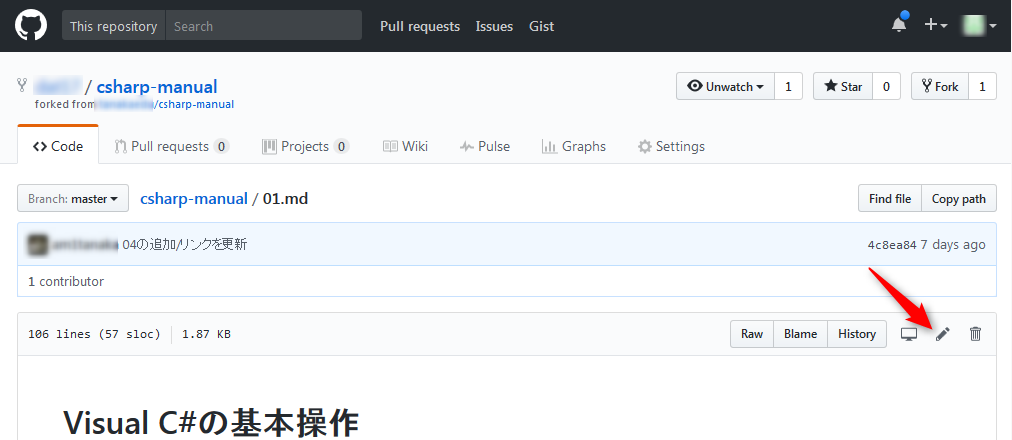 This repository Search Pull requests Issues Gist
/ csharp-manual Unwatch 1 Star 0 Fork 1
forked from /csharp-manual
Code Pull requests 0 Projects 0 Wiki Pulse Graphs Settings
Branch: master csharp-manual / 01.md Find file Copy path
04の追加/リンクを更新 4c8ea84 7 days ago
1 contributor
106 lines (57 sloc) 1.87 KB Raw Blame History
Visual C#の基本操作